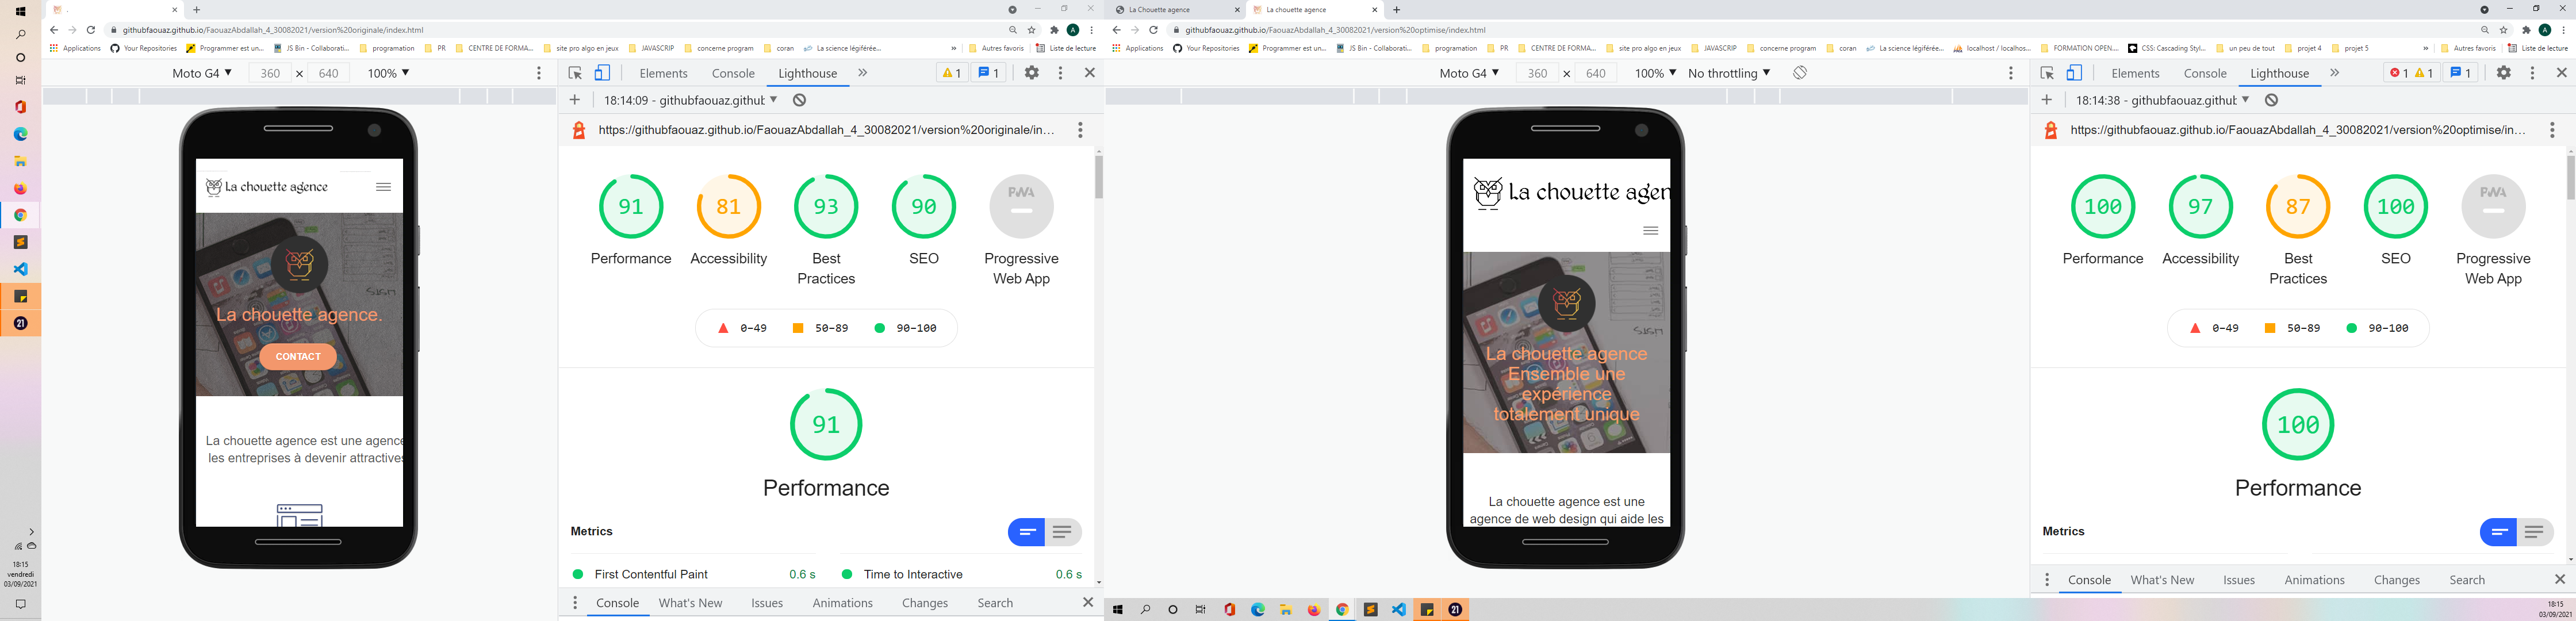 githubfaouaz.github.io/FaouazAbdallah_4_30082021/version%20originale/index.html
A
Applications
Your Repositories
Programmer est un...
JS Bin - Collaborati...
programation
PR
CENTRE DE FORMA...
site pro algo en jeux
JAVASCRIP
concerne program
coran
La science légiférée...
»
Autres favoris
Liste de lecture
Moto G4 ▼
360
×
640
100% ▼
Elements
Console
Lighthouse
»
1
1
18:14:09 - githubfaouaz.github
https://githubfaouaz.github.io/FaouazAbdallah_4_30082021/version%20originale/in…
La chouette agence
La chouette agence.
CONTACT
La chouette agence est une agence
les entreprises à devenir attractives
91
81
93
90
PWA
Performance
Accessibility
Best
Practices
SEO
Progressive
Web App
0–49
50–89
90–100
91
Performance
Metrics
First Contentful Paint
0.6 s
Time to Interactive
0.6 s
Console
What's New
Issues
Animations
Changes
Search
21
18:15
vendredi
03/09/2021
La Chouette agence
La chouette agence
githubfaouaz.github.io/FaouazAbdallah_4_30082021/version%20optimise/index.html
A
Applications
Your Repositories
Programmer est un...
JS Bin - Collaborati...
programation
PR
CENTRE DE FORMA...
site pro algo en jeux
JAVASCRIP
concerne program
coran
La science légiférée...
localhost / localhos...
FORMATION OPEN....
CSS: Cascading Styl...
un peu de tout
projet 4
projet 5
»
Autres favoris
Liste de lecture
Moto G4 ▼
360
×
640
100% ▼
No throttling ▼
Elements
Console
Lighthouse
»
1
1
1
18:14:38 - githubfaouaz.github
https://githubfaouaz.github.io/FaouazAbdallah_4_30082021/version%20optimise/in…
La chouette agen
La chouette agence
Ensemble une
expérience
totalement unique
La chouette agence est une
agence de web design qui aide les
100
97
87
100
PWA
Performance
Accessibility
Best
Practices
SEO
Progressive
Web App
0–49
50–89
90–100
100
Performance
Metrics
Console
What's New
Issues
Animations
Changes
Search
21
18:15
03/09/2021